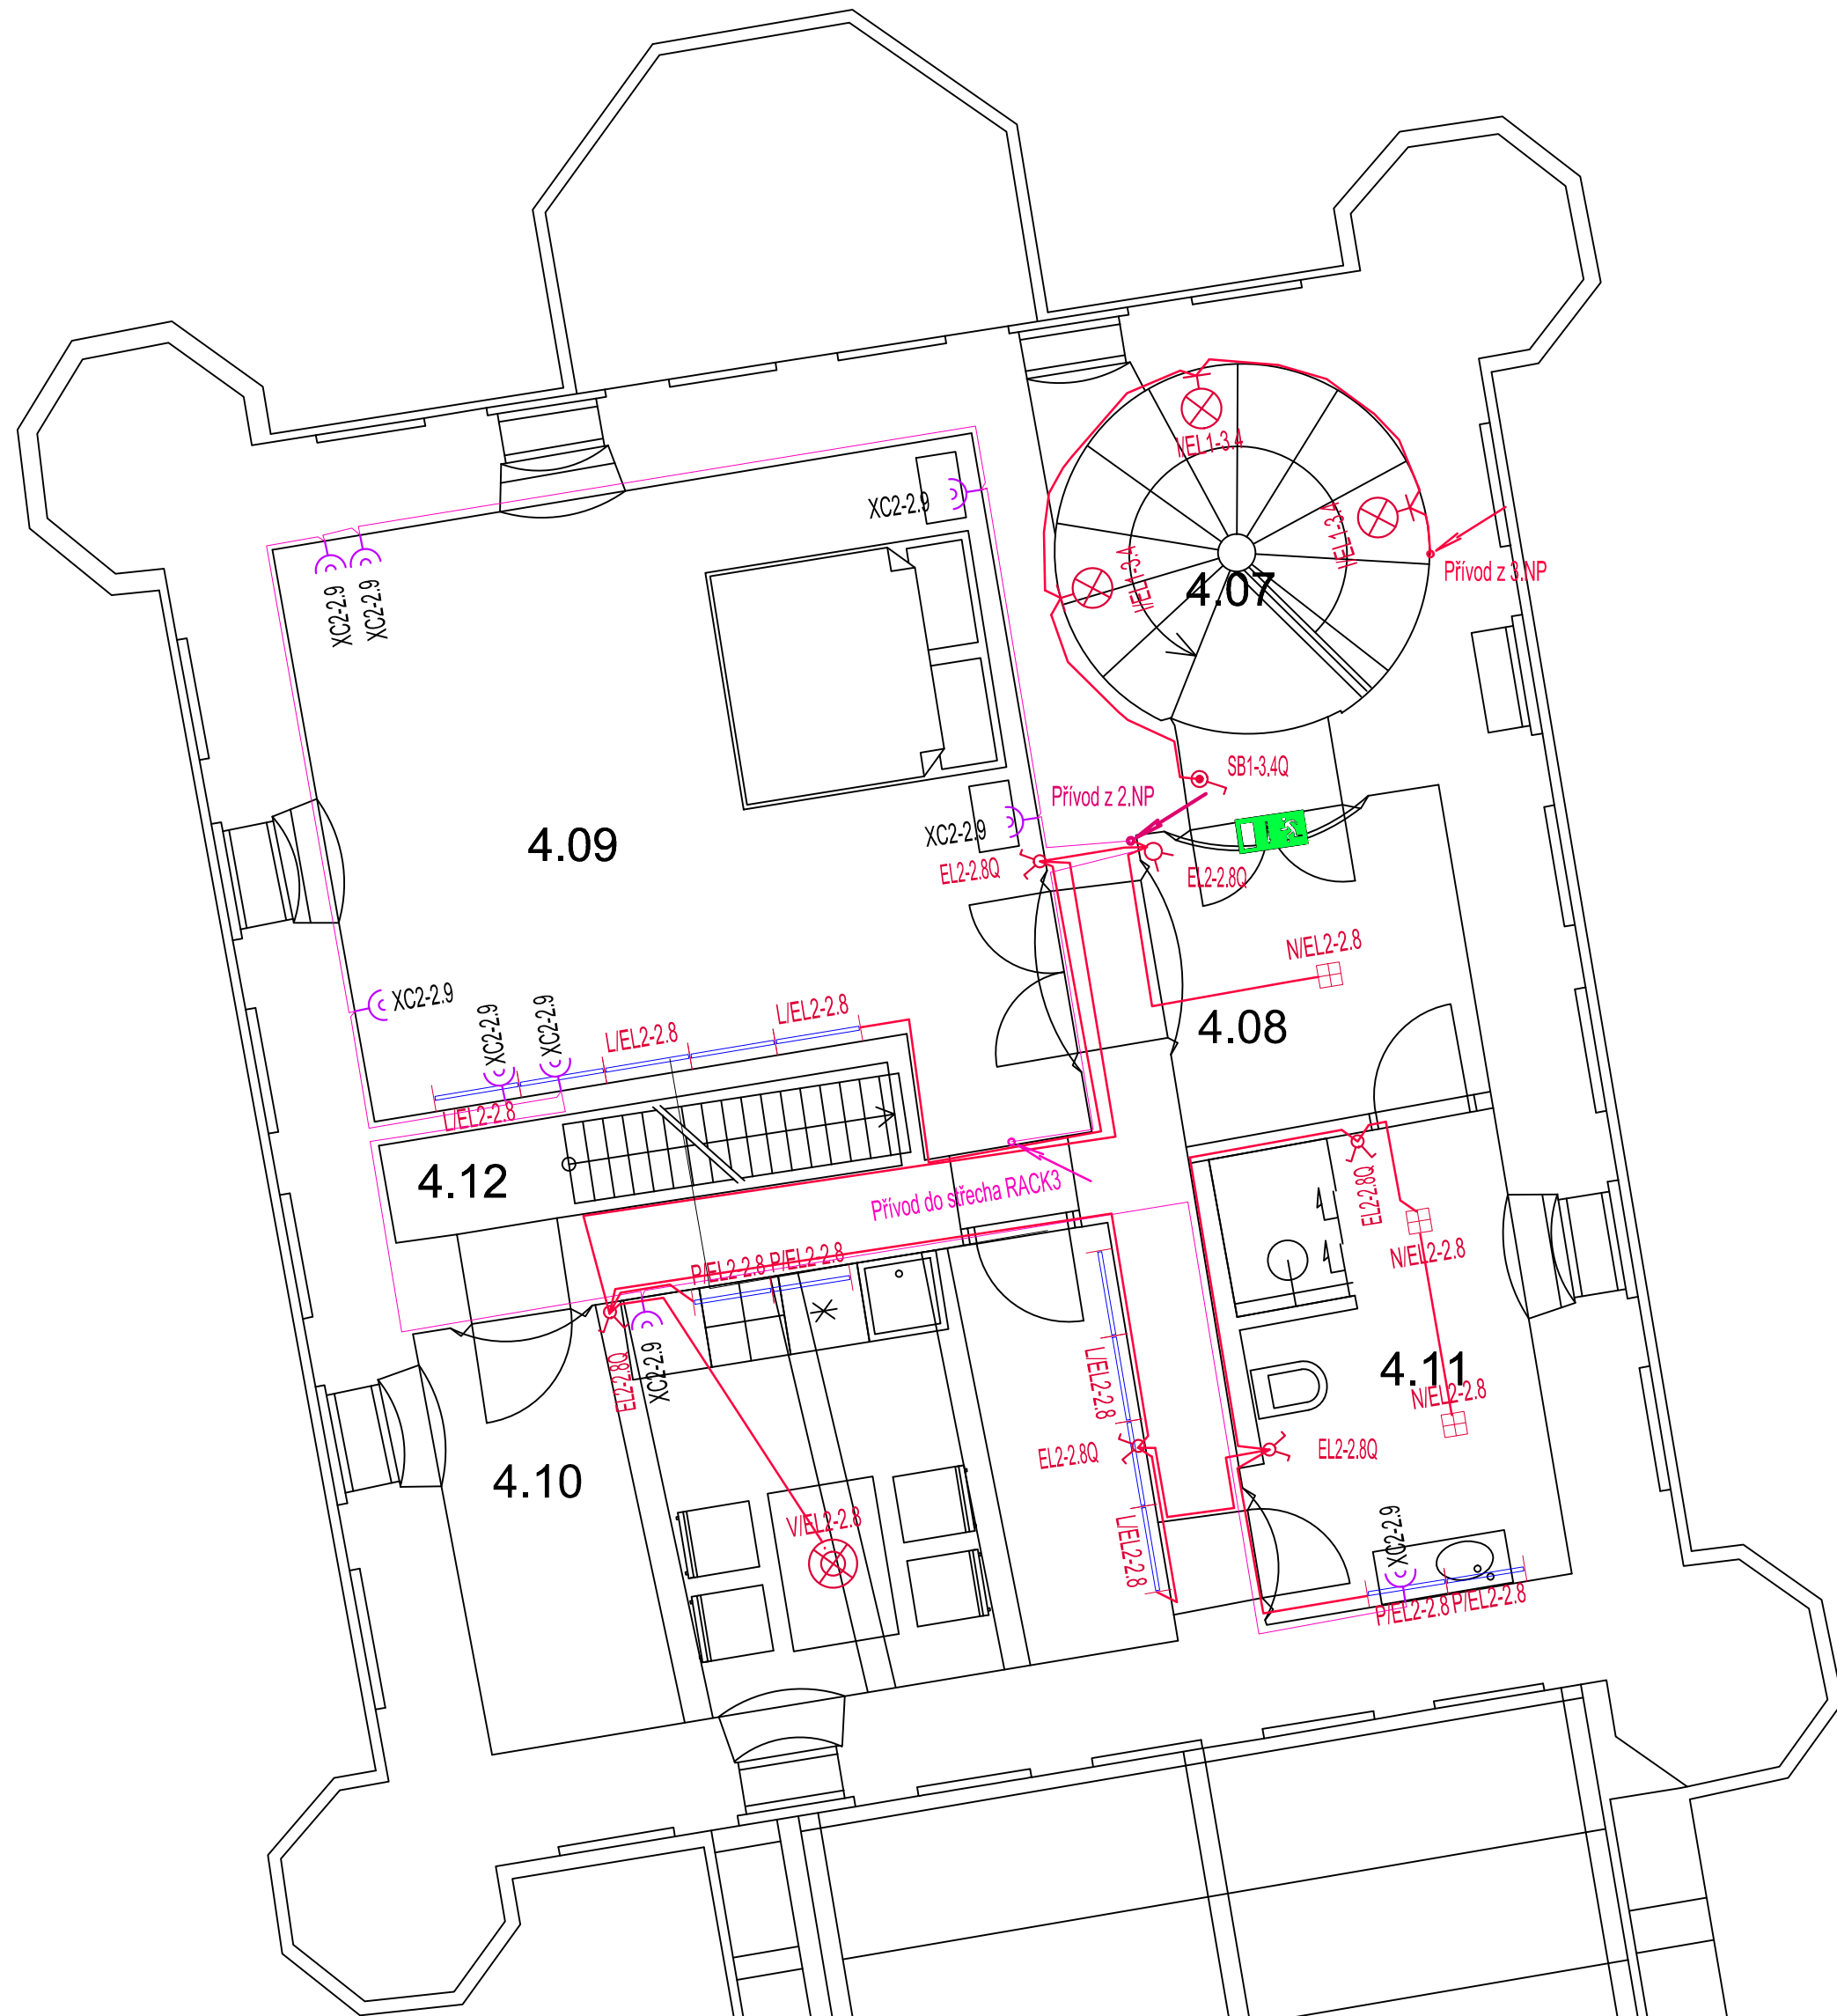 I/EL1-3.4
XC2-2.9
I/EL1-3.4
I/EL1-3.4
Přívod z 3.NP
4.07
XC2-2.9
XC2-2.9
SB1-3.4Q
Přívod z 2.NP
4.09
XC2-2.9
EL2-2.8Q
EL2-2.8Q
N/EL2-2.8
XC2-2.9
XC2-2.9
XC2-2.9
L/EL2-2.8
L/EL2-2.8
4.08
L/EL2-2.8
4.12
Přívod do střecha RACK3
EL2-2.8Q
N/EL2-2.8
P/EL2-2.8
P/EL2-2.8
EL2-2.8Q
XC2-2.9
L/EL2-2.8
4.11
N/EL2-2.8
EL2-2.8Q
EL2-2.8Q
4.10
V/EL2-2.8
L/EL2-2.8
XC2-2.9
P/EL2-2.8
P/EL2-2.8